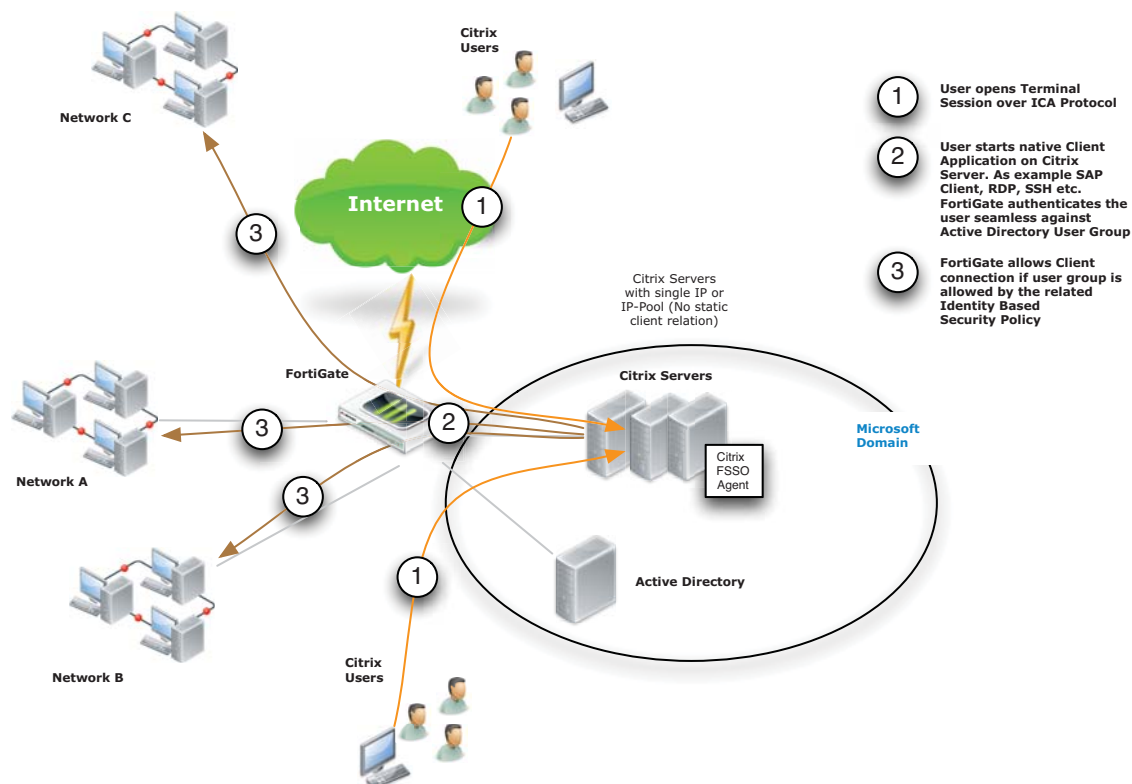 Citrix
Users
Network C
Internet
1
3
1
User opens Terminal
Session over ICA Protocol
2
User starts native Client
Application on Citrix
Server. As example SAP
Client, RDP, SSH etc.
FortiGate authenticates the
user seamless against
Active Directory User Group
3
FortiGate allows Client
connection if user group is
allowed by the related
Identity Based
Security Policy
Citrix Servers
with single IP or
IP-Pool (No static
client relation)
FortiGate
Citrix Servers
2
3
Network A
Microsoft
Domain
Citrix
FSSO
Agent
3
1
Active Directory
Network B
Citrix
Users